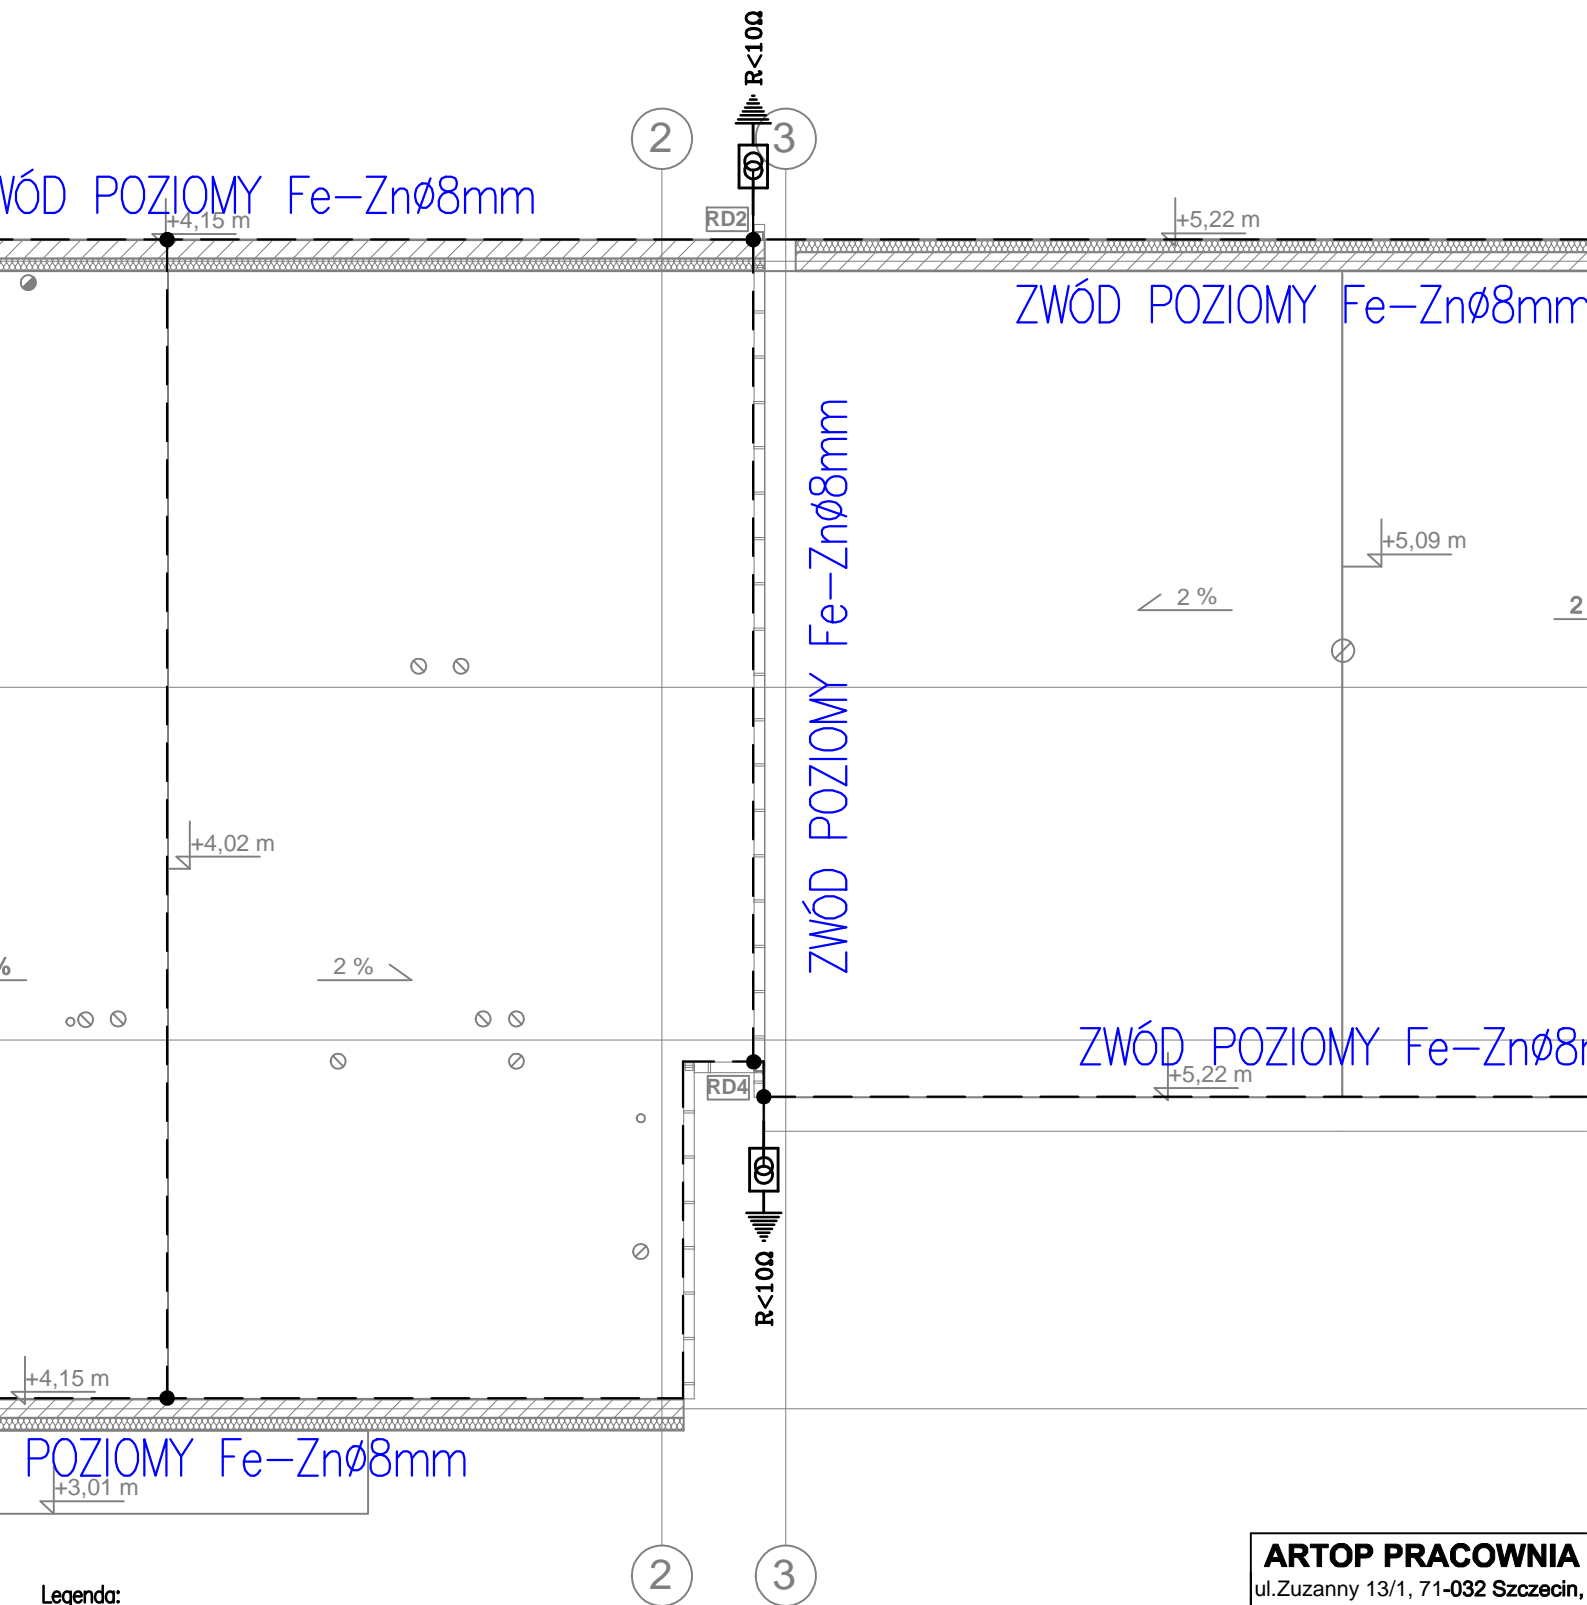 R<10Ω
2
3
WÓD POZIOMY Fe-Znø8mm
+4,15 m
RD2
+5,22 m
ZWÓD POZIOMY Fe-Znø8mm
ZWÓD POZIOMY Fe-Znø8mm
+5,09 m
2 %
2
+4,02 m
%
2 %
ZWÓD POZIOMY Fe-Znø8
+5,22 m
RD4
R<10Ω
+4,15 m
POZIOMY Fe-Znø8mm
+3,01 m
2
3
ARTOP PRACOWNIA
ul.Zuzanny 13/1, 71-032 Szczecin,
Legenda: